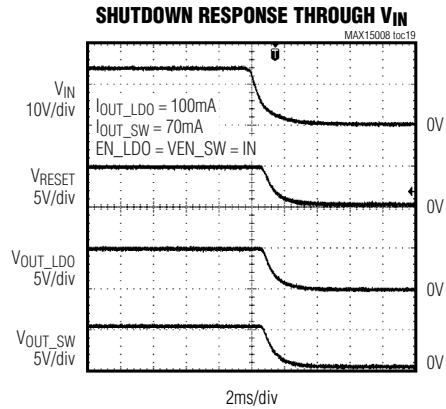 SHUTDOWN RESPONSE THROUGH VIN
MAX15008 toc19
VIN
10V/div
0V
IOUT_LDO = 100mA
IOUT_SW = 70mA
EN_LDO = VEN_SW = IN
VRESET
5V/div
0V
VOUT_LDO
5V/div
0V
VOUT_SW
5V/div
0V
2ms/div